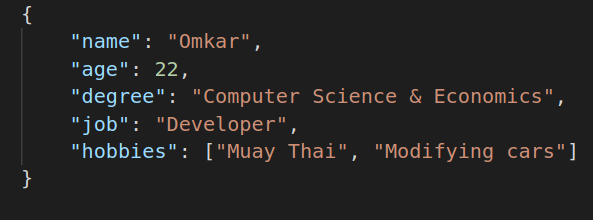 {
    "name": "Omkar",
    "age": 22,
    "degree": "Computer Science & Economics",
    "job": "Developer",
    "hobbies": ["Muay Thai", "Modifying cars"]
}